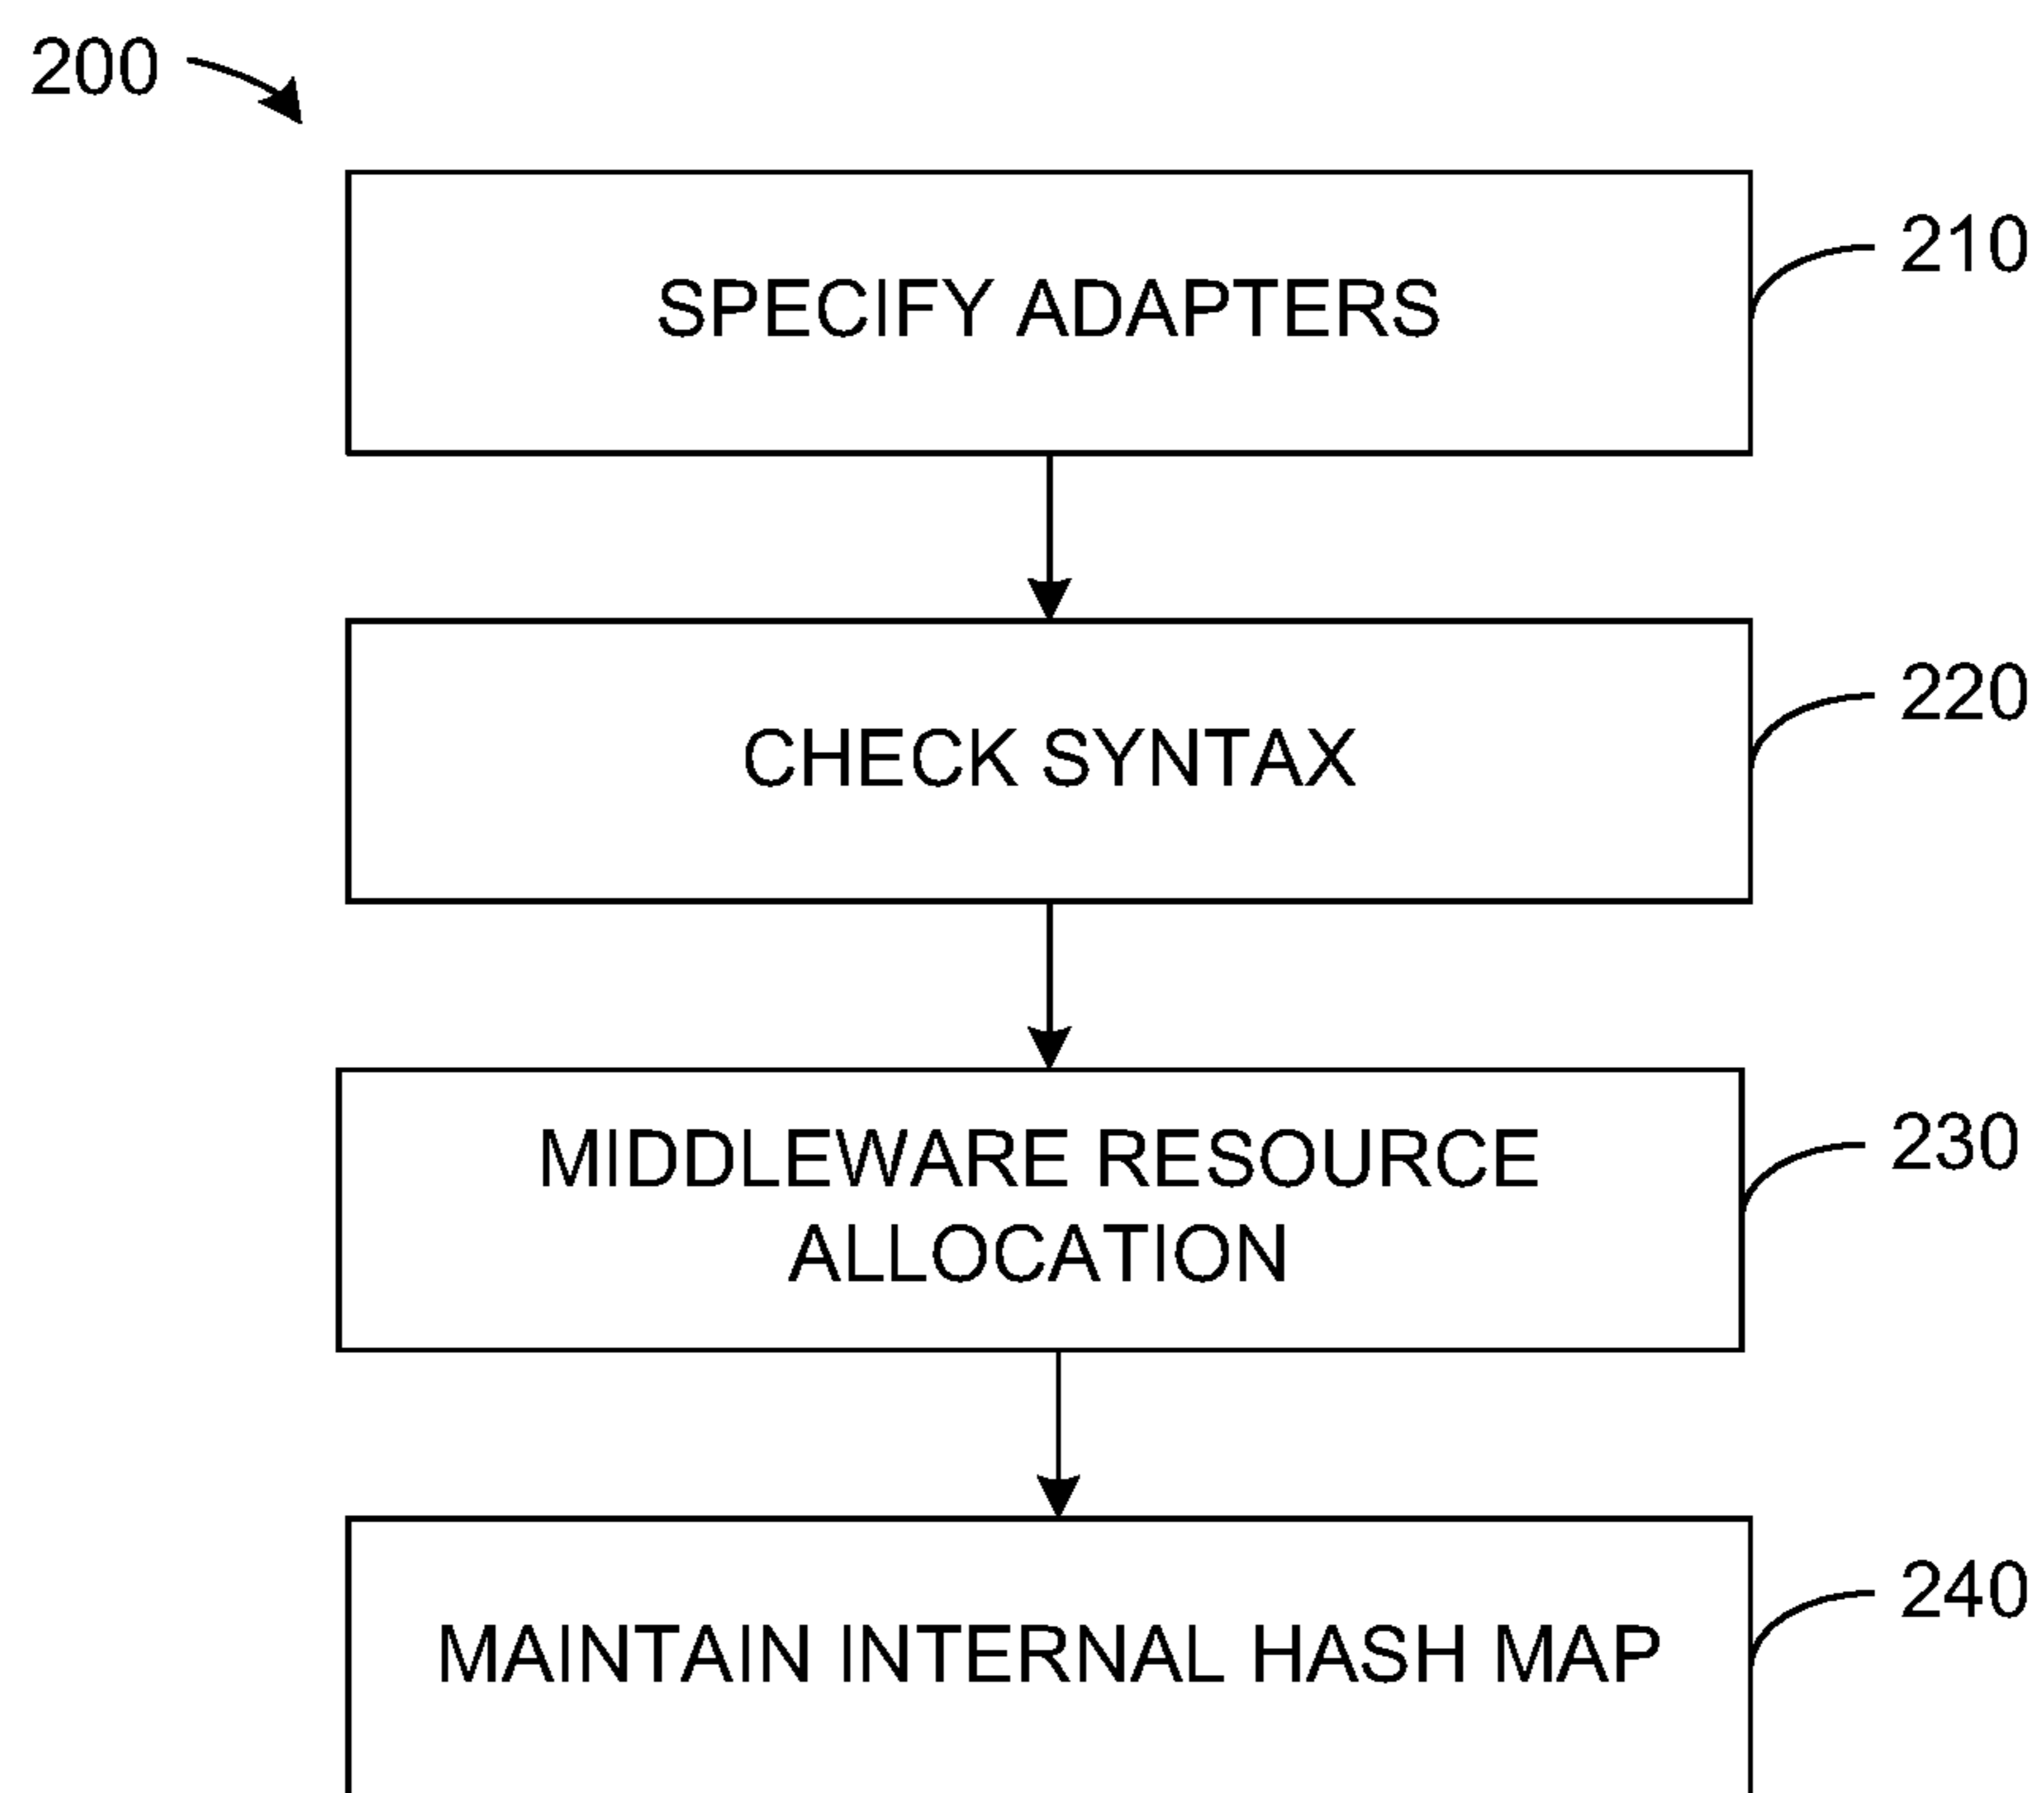 200
210
SPECIFY ADAPTERS
220
CHECK SYNTAX
230
MIDDLEWARE RESOURCE
ALLOCATION
240
MAINTAIN INTERNAL HASH MAP